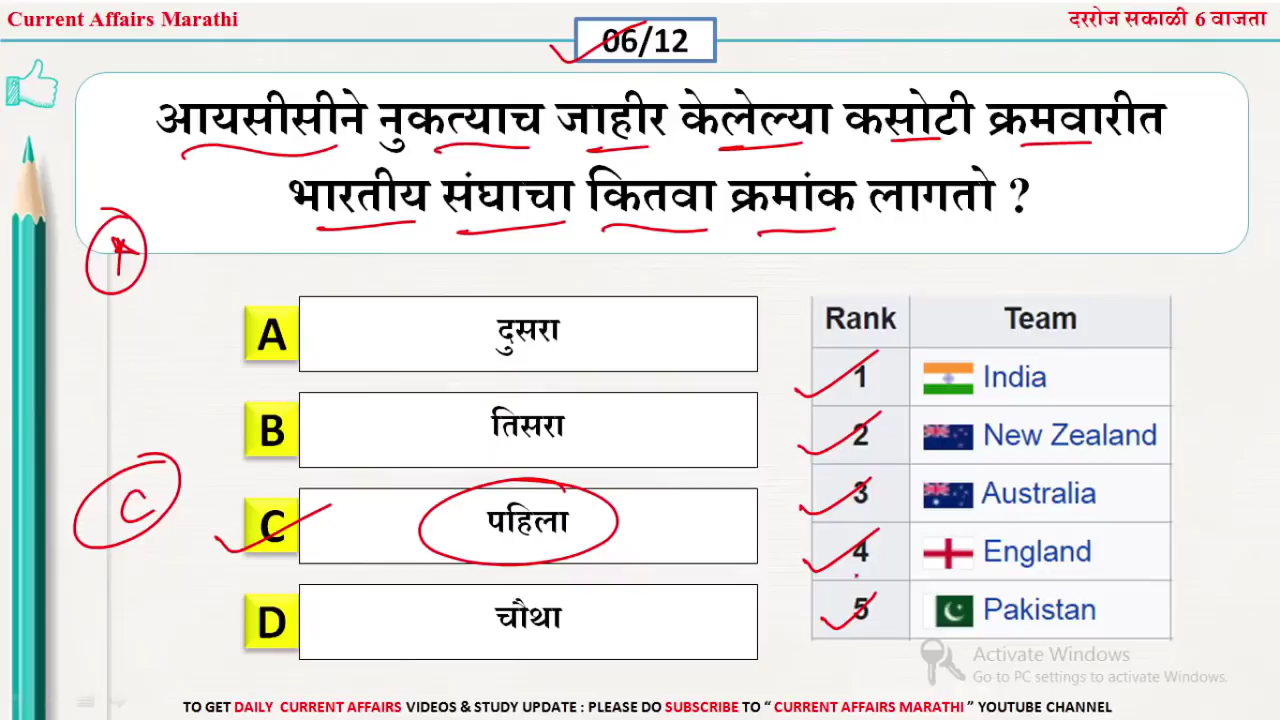 Current Affairs Marathi
दररोज सकाळी 6 वाजता
06/12
आयसीसीने नुकत्याच जाहीर केलेल्या कसोटी क्रमवारीत
भारतीय संघाचा कितवा क्रमांक लागतो ?
A दुसरा
B तिसरा
C पहिला
D चौथा
C
Rank Team
1 India
2 New Zealand
3 Australia
4 England
5 Pakistan
Activate Windows
Go to PC settings to activate Windows.
TO GET DAILY CURRENT AFFAIRS VIDEOS & STUDY UPDATE : PLEASE DO SUBSCRIBE TO “ CURRENT AFFAIRS MARATHI ” YOUTUBE CHANNEL